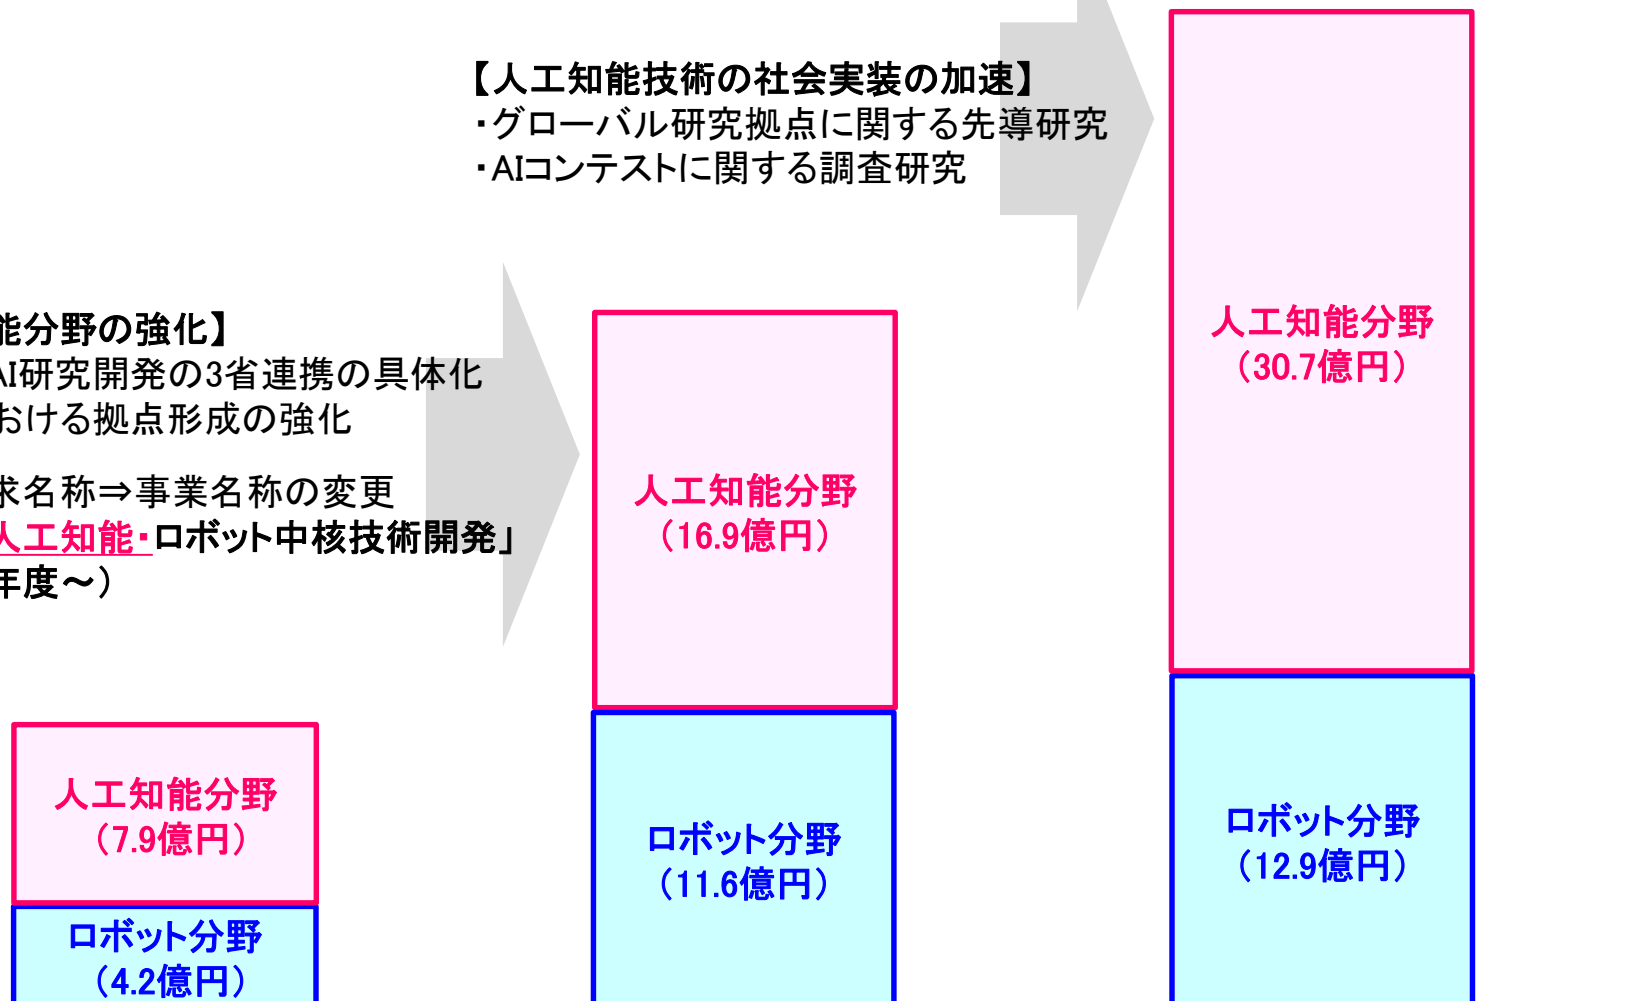 【人工知能技術の社会実装の加速】
・グローバル研究拠点に関する先導研究
・AIコンテストに関する調査研究
能分野の強化】
AI研究開発の3省連携の具体化
おける拠点形成の強化
求名称⇒事業名称の変更
人工知能・ロボット中核技術開発」
年度～）
人工知能分野
（7.9億円）
ロボット分野
（4.2億円）
人工知能分野
（16.9億円）
ロボット分野
（11.6億円）
人工知能分野
（30.7億円）
ロボット分野
（12.9億円）